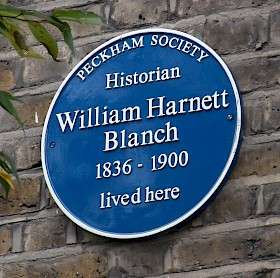 PECKHAM SOCIETY
Historian
William Harnett
Blanch
1836 - 1900
lived here